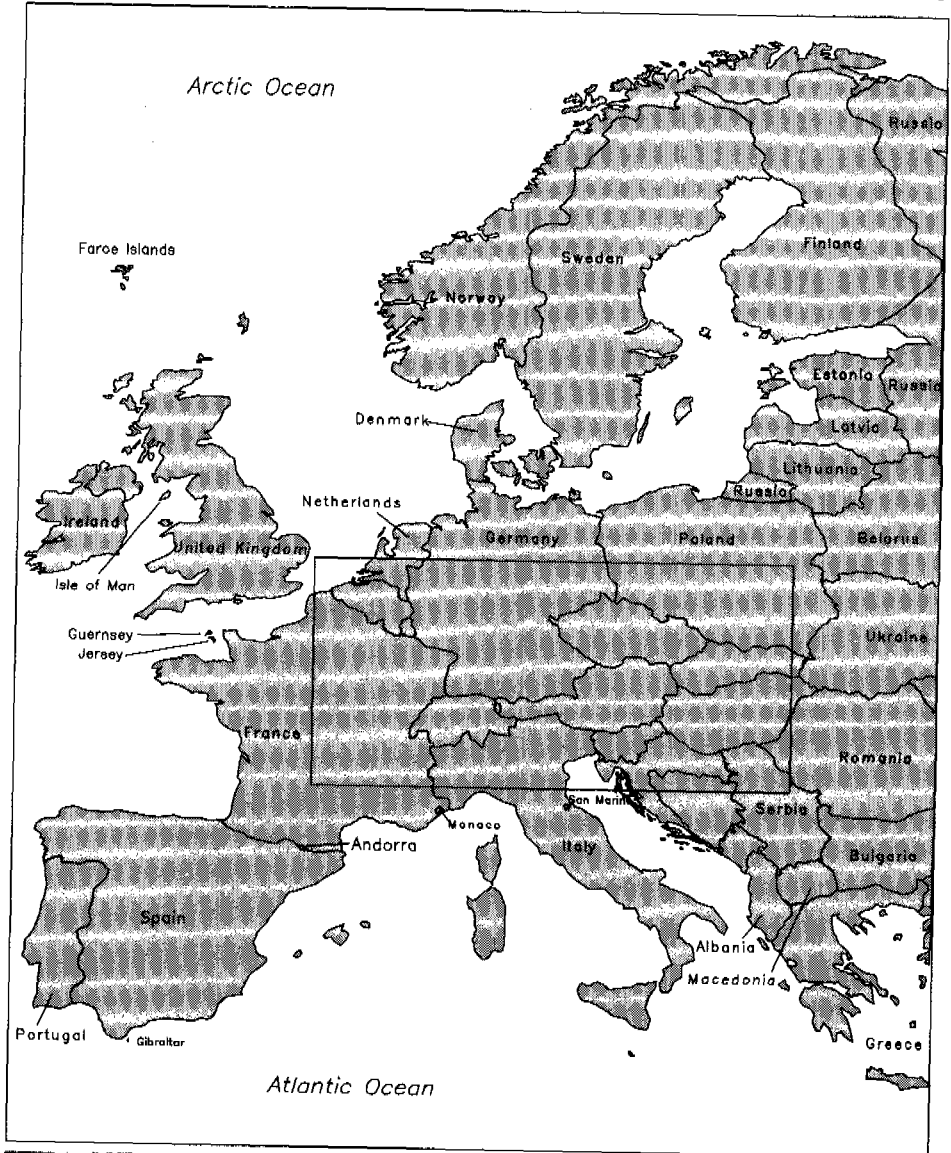 Arctic Ocean
Russia
Faroe Islands
Finland
Sweden
Norway
Estonia
Russia
Denmark
Latvia
Lithuania
Russia
Netherlands
Ireland
Germany
Poland
Belarus
United Kingdom
Isle of Man
Guernsey
Jersey
Ukraine
France
Romania
San Marino
Serbia
Monaco
Andorra
Italy
Bulgaria
Spain
Albania
Macedonia
Portugal
Gibraltar
Greece
Atlantic Ocean